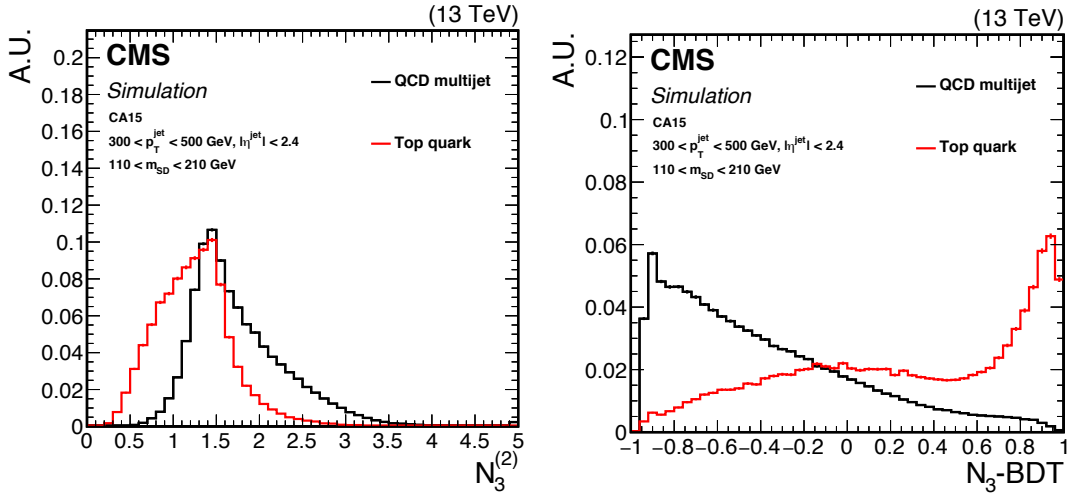 (13 TeV)
A.U.
CMS
Simulation
CA15
300 < p_T^jet < 500 GeV, |η^jet| < 2.4
110 < m_SD < 210 GeV
QCD multijet
Top quark
0.2
0.18
0.16
0.14
0.12
0.1
0.08
0.06
0.04
0.02
0
0 0.5 1 1.5 2 2.5 3 3.5 4 4.5 5
N_3^(2)
(13 TeV)
A.U.
CMS
Simulation
CA15
300 < p_T^jet < 500 GeV, |η^jet| < 2.4
110 < m_SD < 210 GeV
QCD multijet
Top quark
0.12
0.1
0.08
0.06
0.04
0.02
0
−1 −0.8 −0.6 −0.4 −0.2 0 0.2 0.4 0.6 0.8 1
N_3-BDT